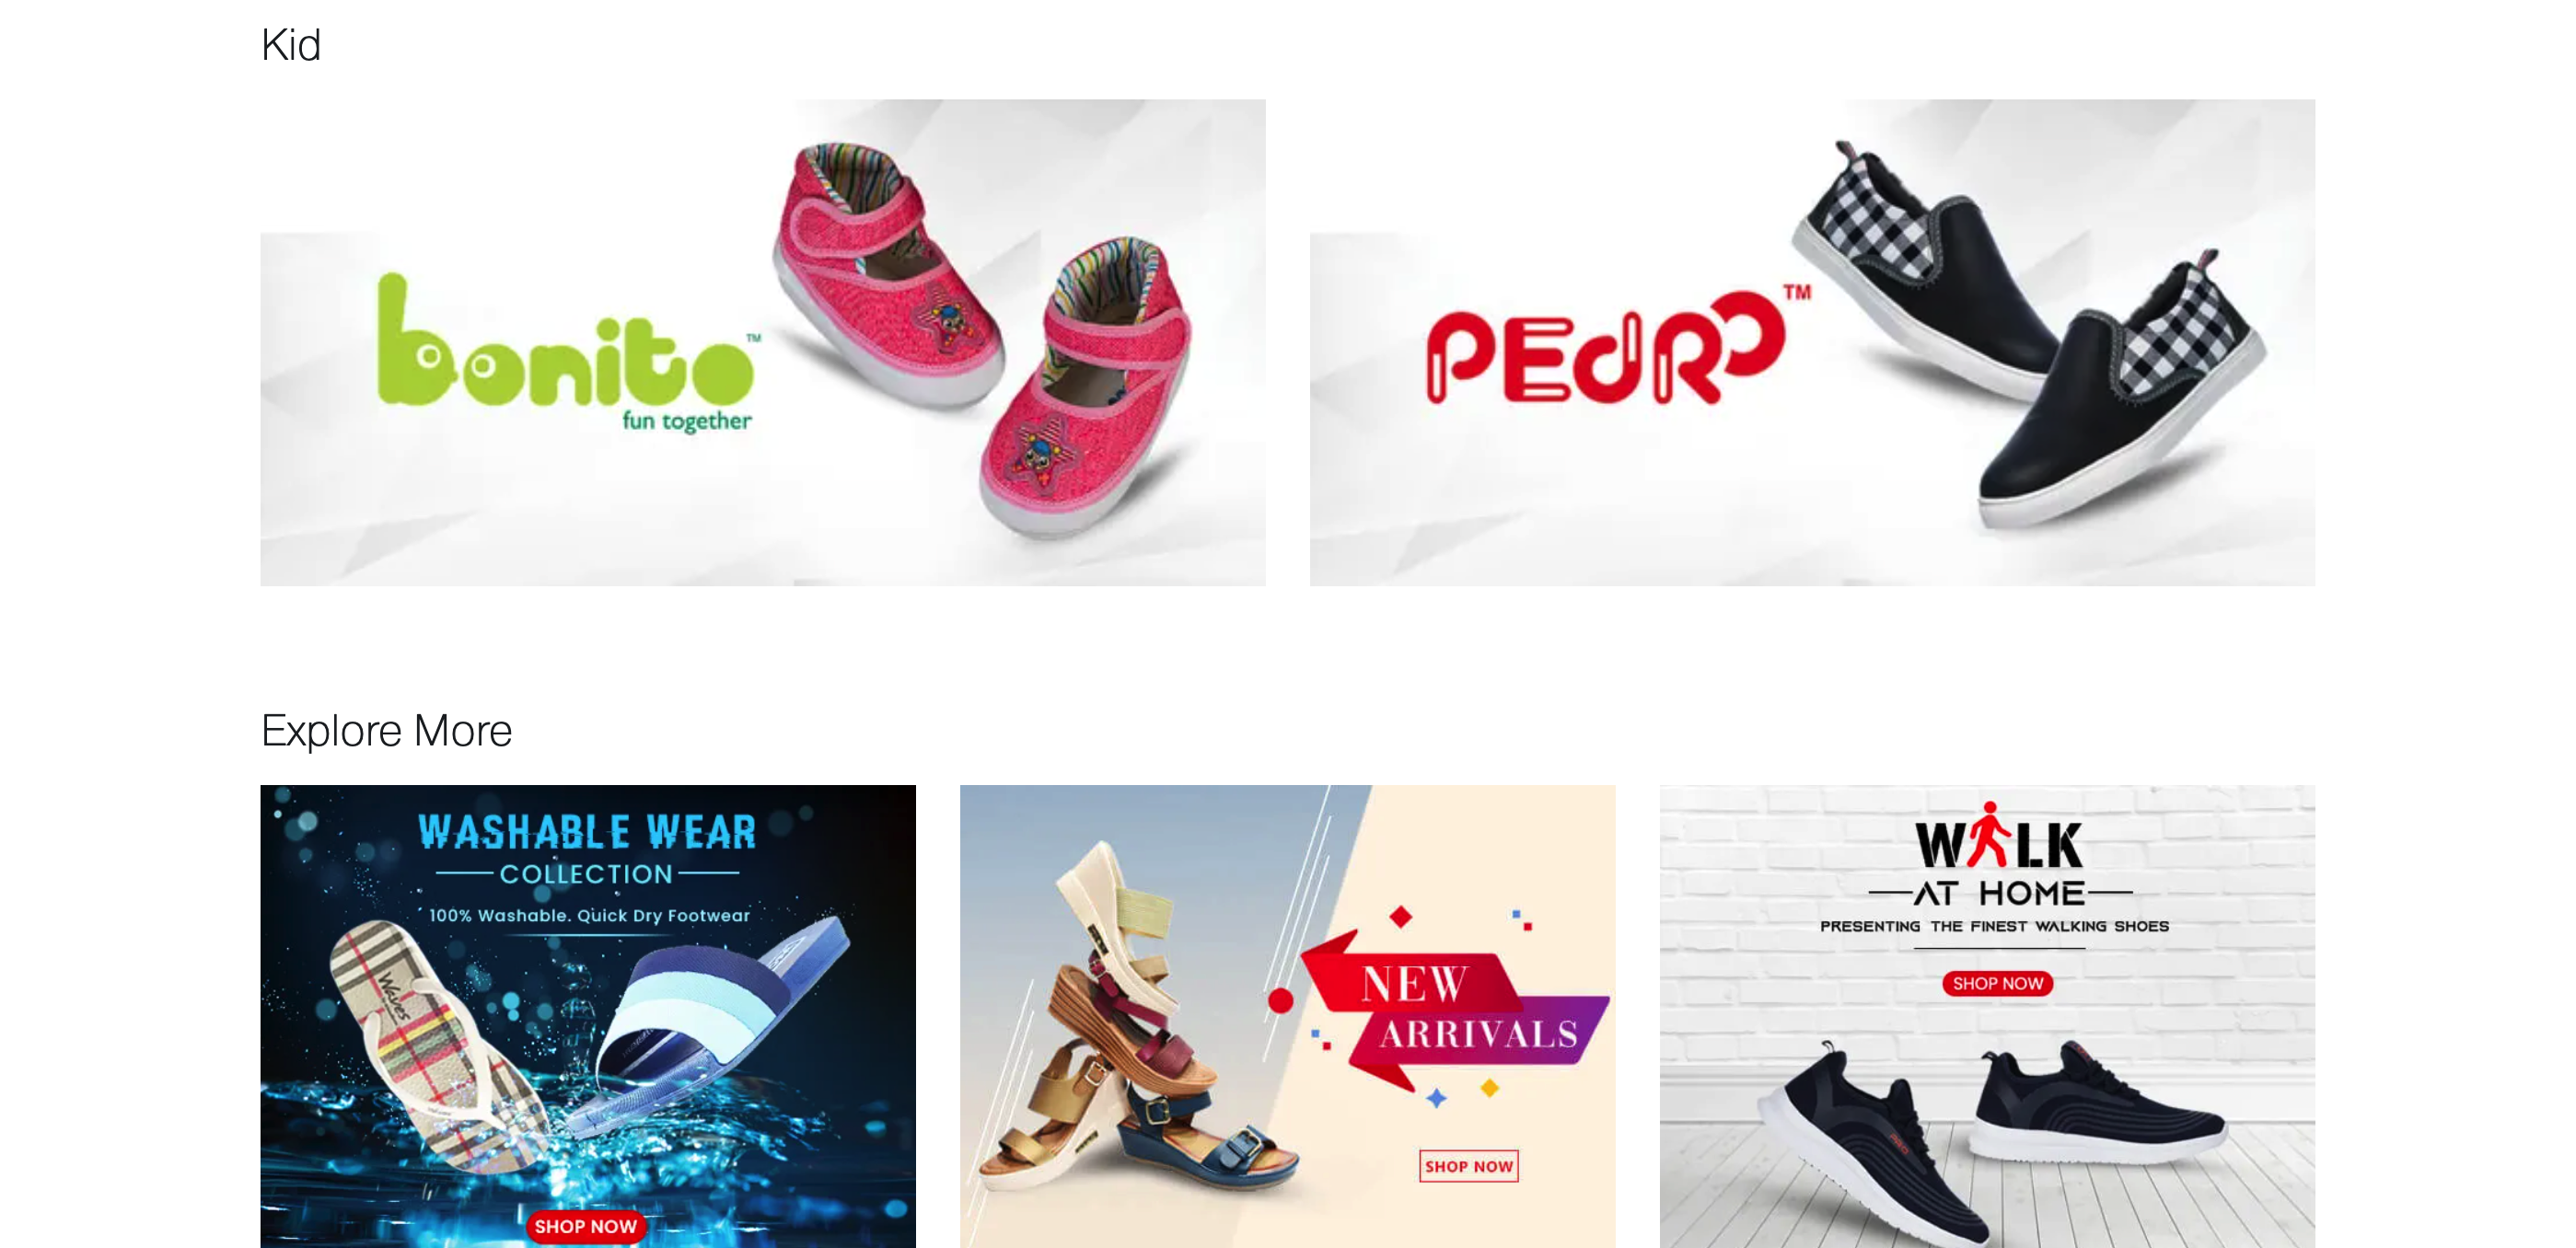 Kid
bonito™
fun together
PEdRO™
Explore More
WASHABLE WEAR
COLLECTION
100% Washable. Quick Dry Footwear
Waves
SHOP NOW
NEW
ARRIVALS
SHOP NOW
WALK
AT HOME
PRESENTING THE FINEST WALKING SHOES
SHOP NOW